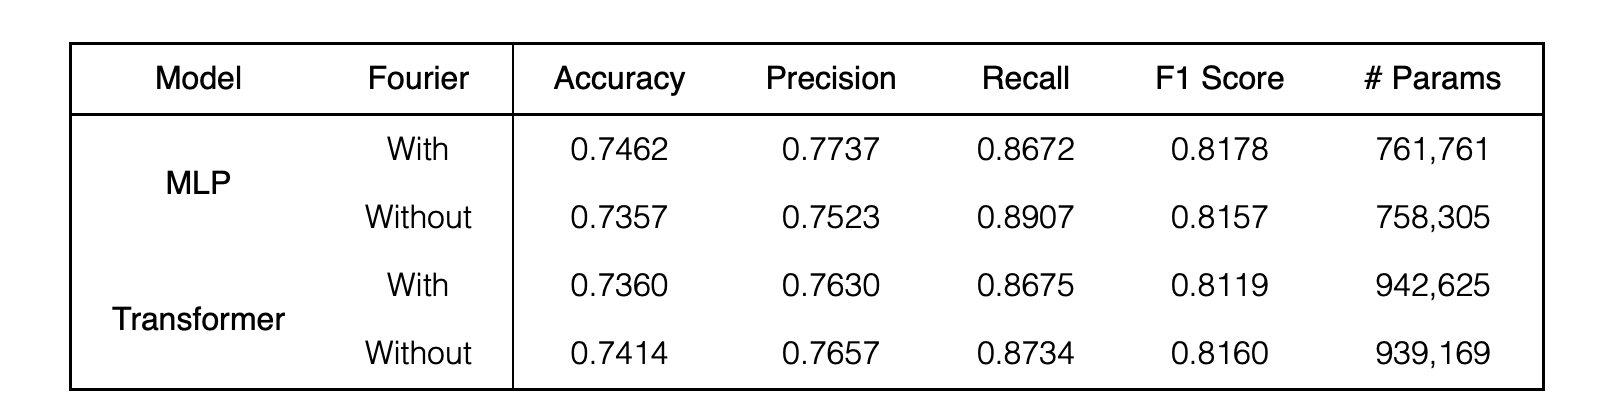 Model Fourier Accuracy Precision Recall F1 Score # Params
MLP With 0.7462 0.7737 0.8672 0.8178 761,761
Without 0.7357 0.7523 0.8907 0.8157 758,305
Transformer With 0.7360 0.7630 0.8675 0.8119 942,625
Without 0.7414 0.7657 0.8734 0.8160 939,169